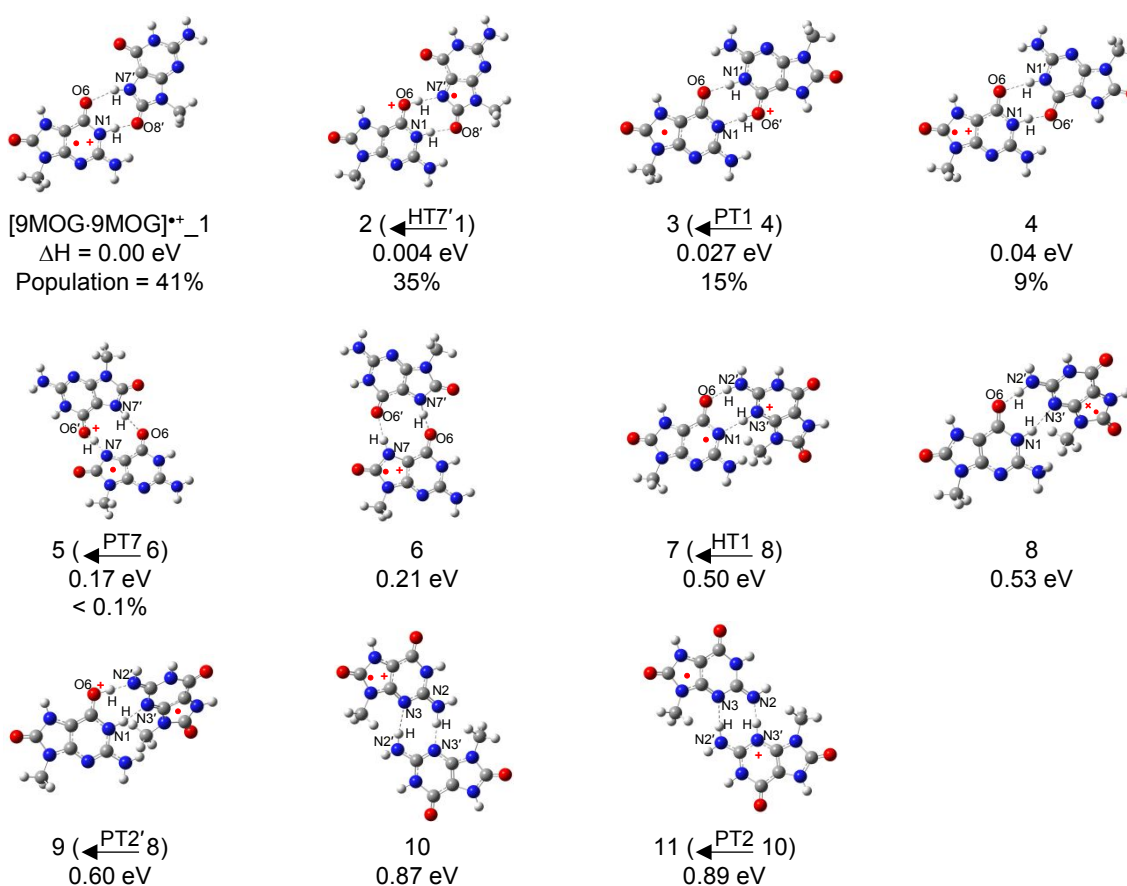 O6 N7′ H N1 H O8′
O6 N7′ H N1 H O8′
O6 N1′ H N1 H O6′
O6 N1′ H N1 H O6′
[9MOG·9MOG]•+_1
ΔH = 0.00 eV
Population = 41%
2 (⟵HT7′ 1)
0.004 eV
35%
3 (⟵PT1 4)
0.027 eV
15%
4
0.04 eV
9%
N7′ O6′ H H N7 O6
N7′ O6′ H H N7 O6
N2′ O6 H H N1 N3′
N2′ O6 H H N1 N3′
5 (⟵PT7 6)
0.17 eV
< 0.1%
6
0.21 eV
7 (⟵HT1 8)
0.50 eV
8
0.53 eV
O6 N2′ H H N1 N3′
N2 N3 H H N2′ N3′
N3 N2 H H N2′ N3′
9 (⟵PT2′ 8)
0.60 eV
10
0.87 eV
11 (⟵PT2 10)
0.89 eV